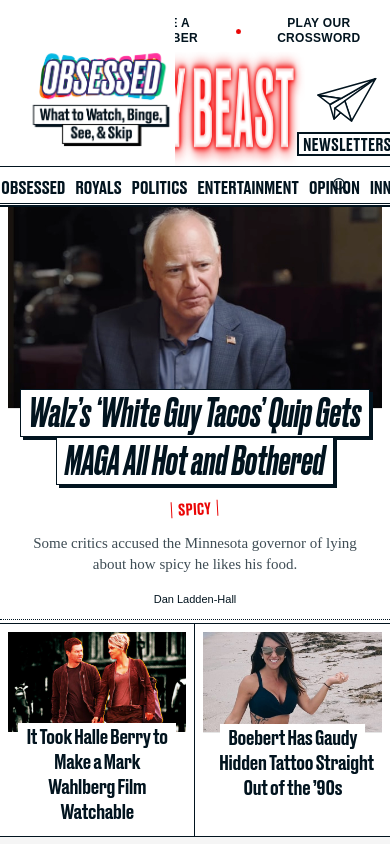 E A
BER
PLAY OUR
CROSSWORD
OBSESSED
What to Watch, Binge,
See, & Skip
Y BEAST
NEWSLETTERS
OBSESSED ROYALS POLITICS ENTERTAINMENT OPINION INN
Walz’s ‘White Guy Tacos’ Quip Gets
MAGA All Hot and Bothered
SPICY
Some critics accused the Minnesota governor of lying
about how spicy he likes his food.
Dan Ladden-Hall
It Took Halle Berry to
Make a Mark
Wahlberg Film
Watchable
Boebert Has Gaudy
Hidden Tattoo Straight
Out of the ’90s